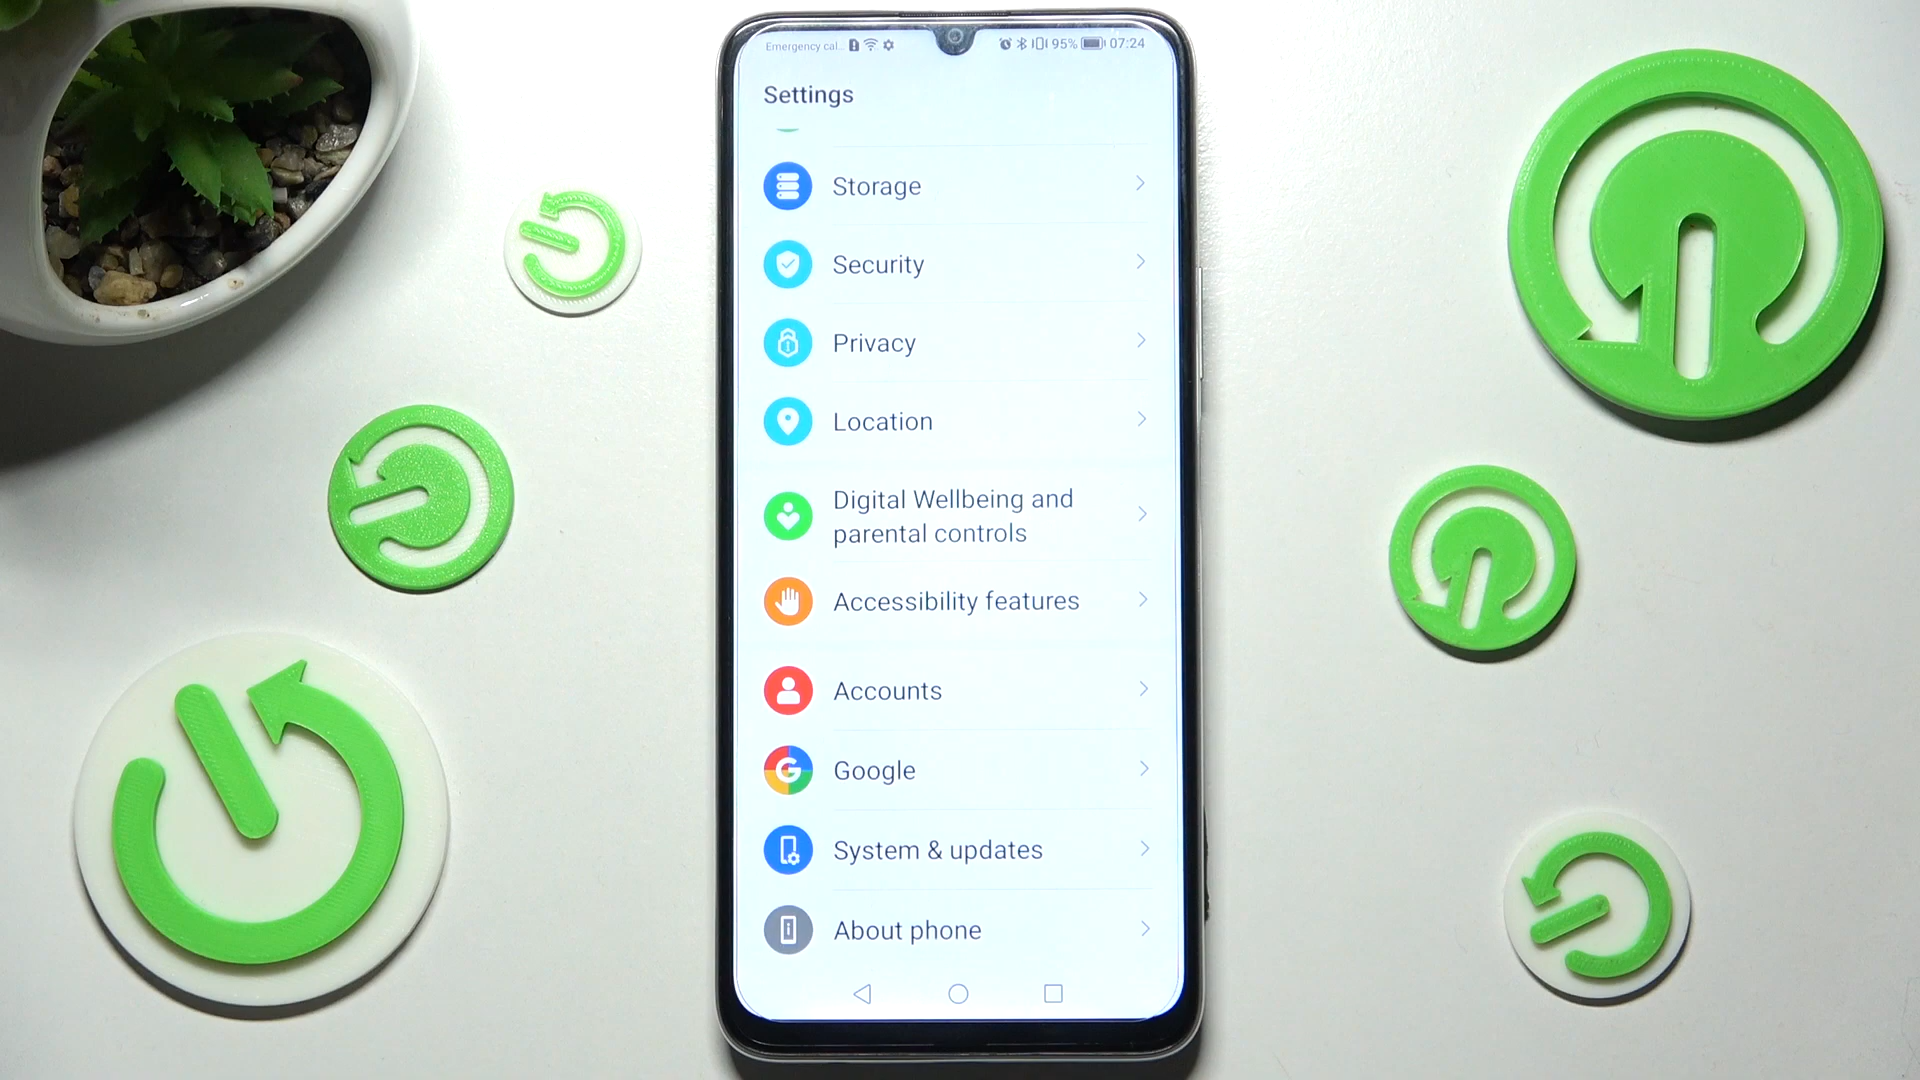 Emergency cal...
95% 07:24
Settings
Storage
Security
Privacy
Location
Digital Wellbeing and
parental controls
Accessibility features
Accounts
Google
System & updates
About phone